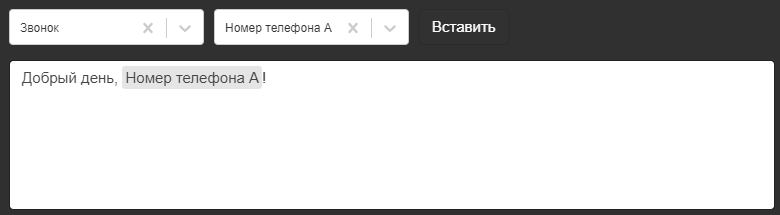 Звонок Номер телефона А Вставить
Добрый день, Номер телефона А!